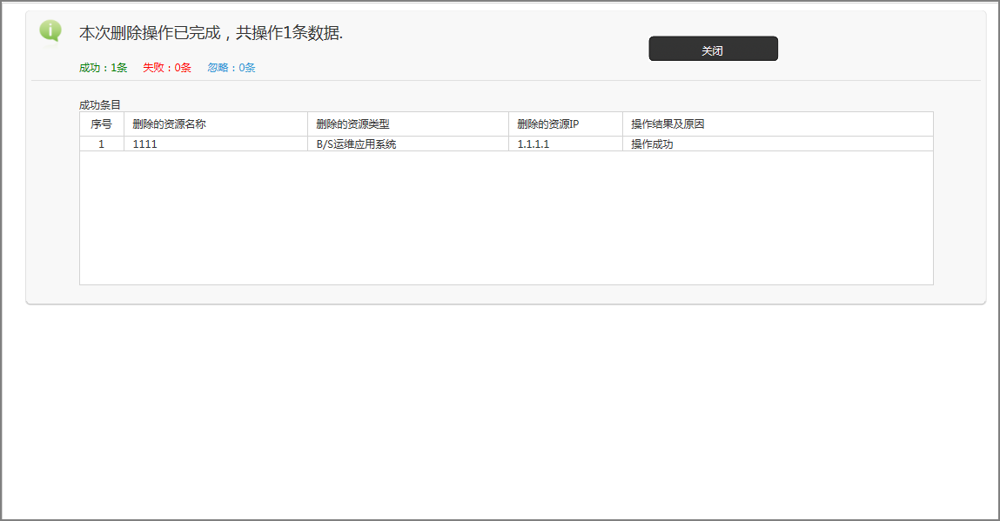 本次删除操作已完成，共操作1条数据.
关闭
成功：1条 失败：0条 忽略：0条
成功条目
序号 删除的资源名称 删除的资源类型 删除的资源IP 操作结果及原因
1 1111 B/S运维应用系统 1.1.1.1 操作成功